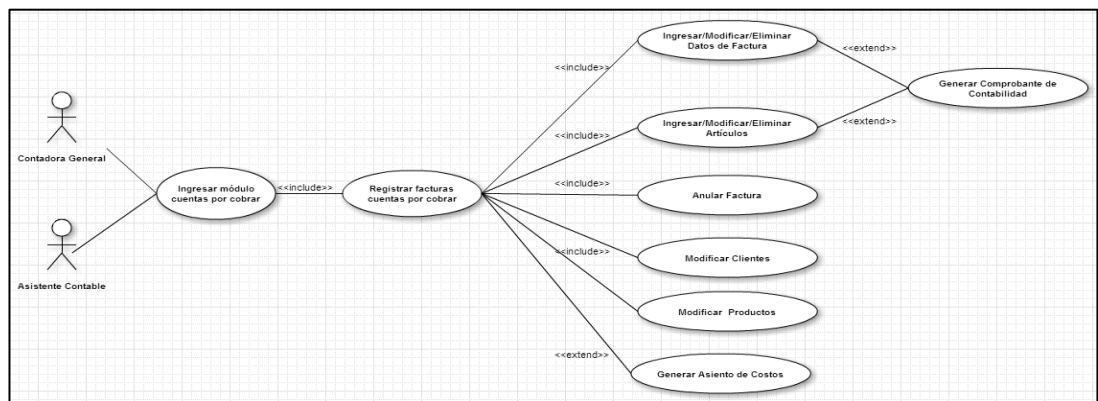 Ingresar/Modificar/Eliminar
Datos de Factura
<<extend>>
<<include>>
Generar Comprobante de
Contabilidad
Ingresar/Modificar/Eliminar
Artículos
<<extend>>
<<include>>
Contadora General
Ingresar módulo
cuentas por cobrar
<<include>>
Registrar facturas
cuentas por cobrar
<<include>>
Anular Factura
<<include>>
Modificar Clientes
Asistente Contable
Modificar Productos
<<extend>>
Generar Asiento de Costos